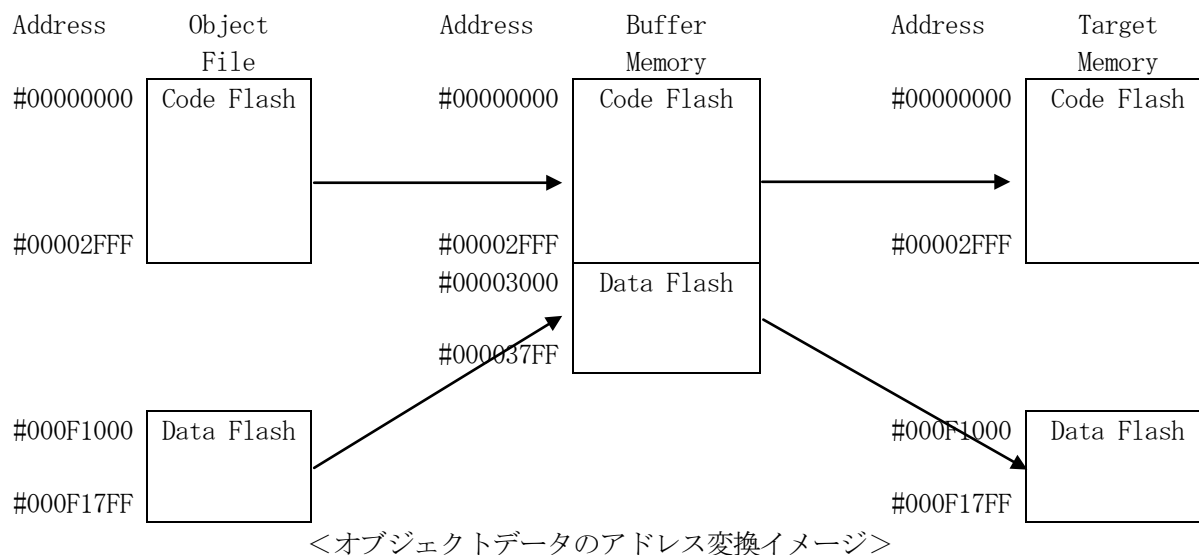 Address Object Address Buffer Address Target
File Memory Memory
#00000000 Code Flash #00000000 Code Flash #00000000 Code Flash
#00002FFF #00002FFF #00002FFF
#00003000 Data Flash
#000037FF
#000F1000 Data Flash #000F1000 Data Flash
#000F17FF #000F17FF
＜オブジェクトデータのアドレス変換イメージ＞